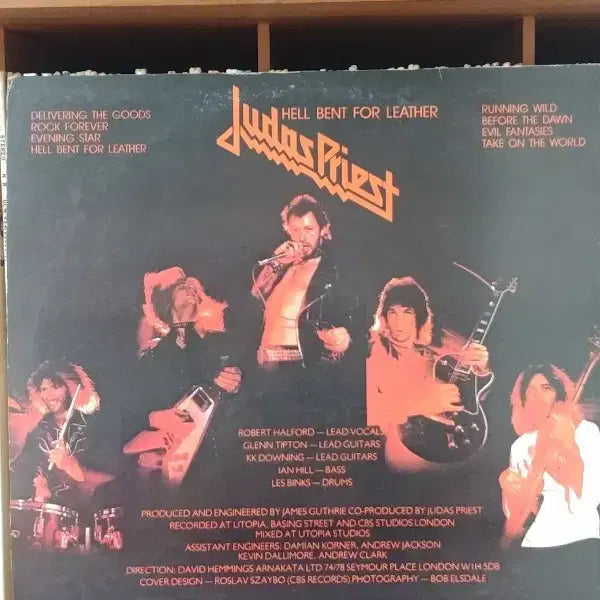 DELIVERING THE GOODS
ROCK FOREVER
EVENING STAR
HELL BENT FOR LEATHER
HELL BENT FOR LEATHER
Judas Priest
RUNNING WILD
BEFORE THE DAWN
EVIL FANTASIES
TAKE ON THE WORLD
ROBERT HALFORD — LEAD VOCALS
GLENN TIPTON — LEAD GUITARS
KK DOWNING — LEAD GUITARS
IAN HILL — BASS
LES BINKS — DRUMS
PRODUCED AND ENGINEERED BY JAMES GUTHRIE CO-PRODUCED BY JUDAS PRIEST
RECORDED AT UTOPIA, BASING STREET AND CBS STUDIOS LONDON
MIXED AT UTOPIA STUDIOS
ASSISTANT ENGINEERS: DAMIAN KORNER, ANDREW JACKSON
KEVIN DALLIMORE, ANDREW CLARK
DIRECTION: DAVID HEMMINGS ARNAKATA LTD 74/78 SEYMOUR PLACE LONDON W1H 5DB
COVER DESIGN — ROSLAV SZAYBO (CBS RECORDS) PHOTOGRAPHY — BOB ELSDALE
STEREO